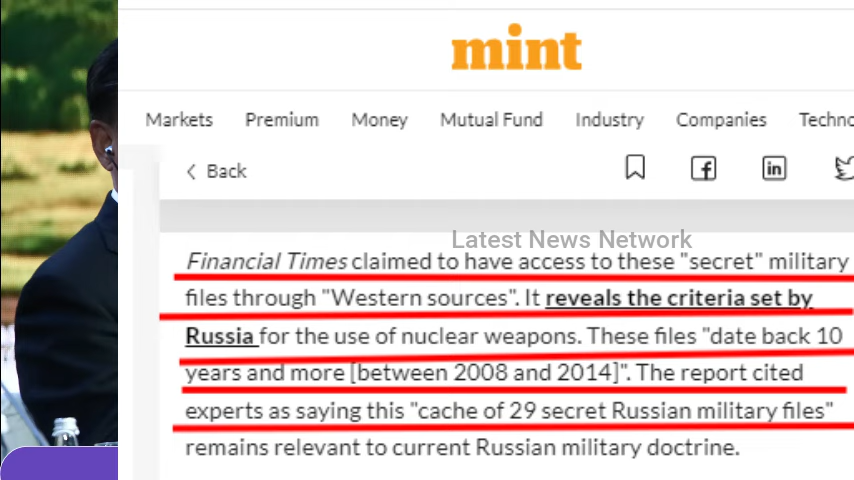 mint
Markets Premium Money Mutual Fund Industry Companies Techno
Back
Latest News Network
Financial Times claimed to have access to these "secret" military
files through "Western sources". It reveals the criteria set by
Russia for the use of nuclear weapons. These files "date back 10
years and more [between 2008 and 2014]". The report cited
experts as saying this "cache of 29 secret Russian military files"
remains relevant to current Russian military doctrine.